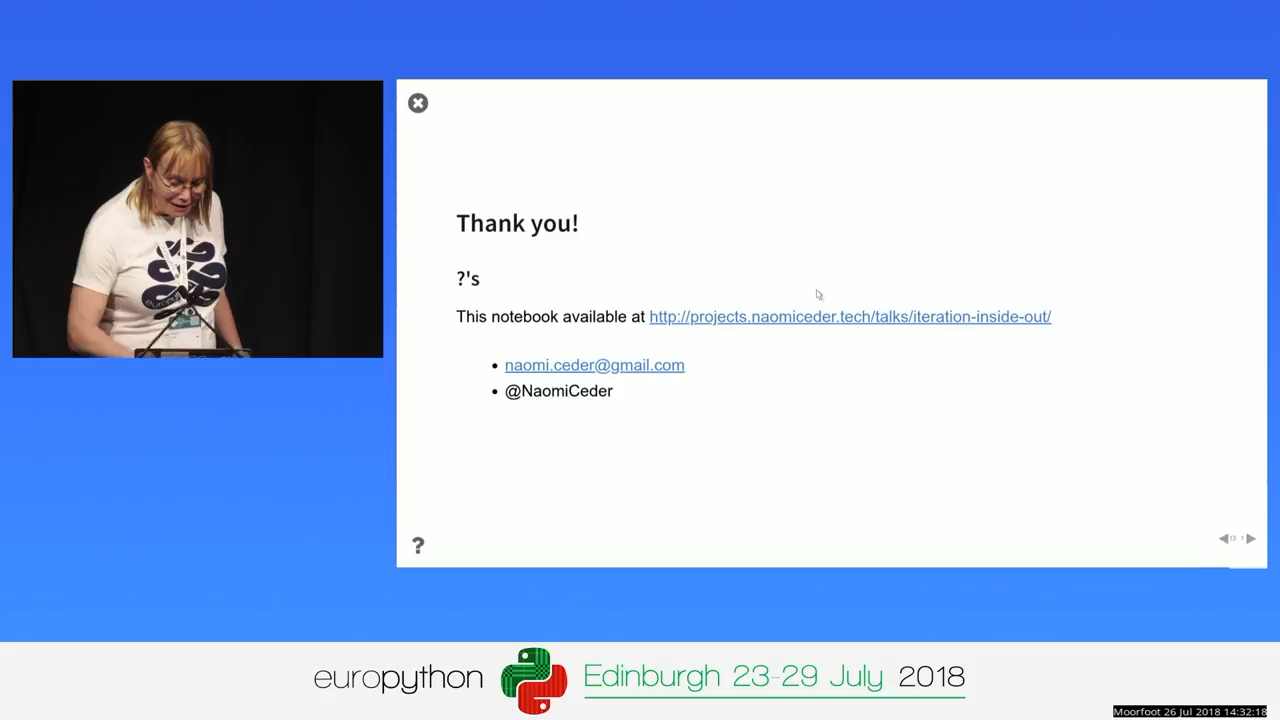 Thank you!
?'s
This notebook available at http://projects.naomiceder.tech/talks/iteration-inside-out/
• naomi.ceder@gmail.com
• @NaomiCeder
?
europython
Edinburgh 23-29 July 2018
Moorfoot 26 Jul 2018 14:32:18